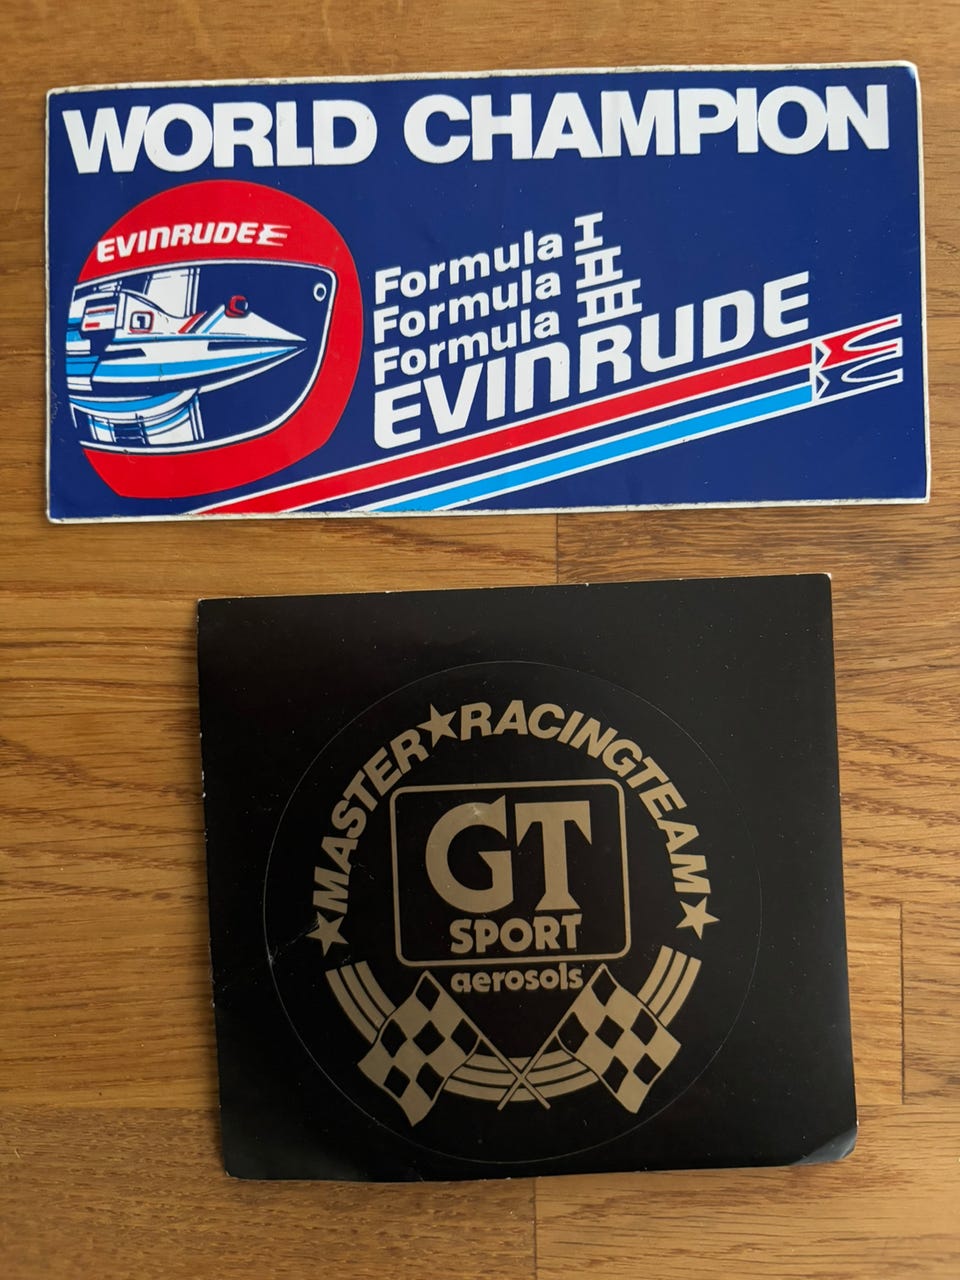 WORLD CHAMPION
EVINRUDE
Formula I
Formula II
Formula III
EVINRUDE
MASTER★RACINGTEAM
GT
SPORT
aerosols